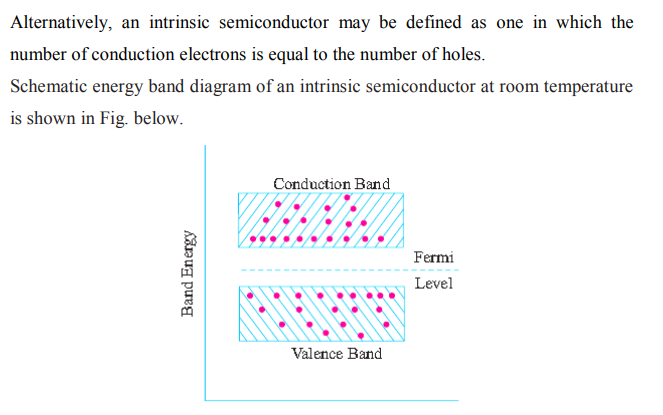 Alternatively, an intrinsic semiconductor may be defined as one in which the
number of conduction electrons is equal to the number of holes.
Schematic energy band diagram of an intrinsic semiconductor at room temperature
is shown in Fig. below.
Conduction Band
Band Energy
Fermi
Level
Valence Band